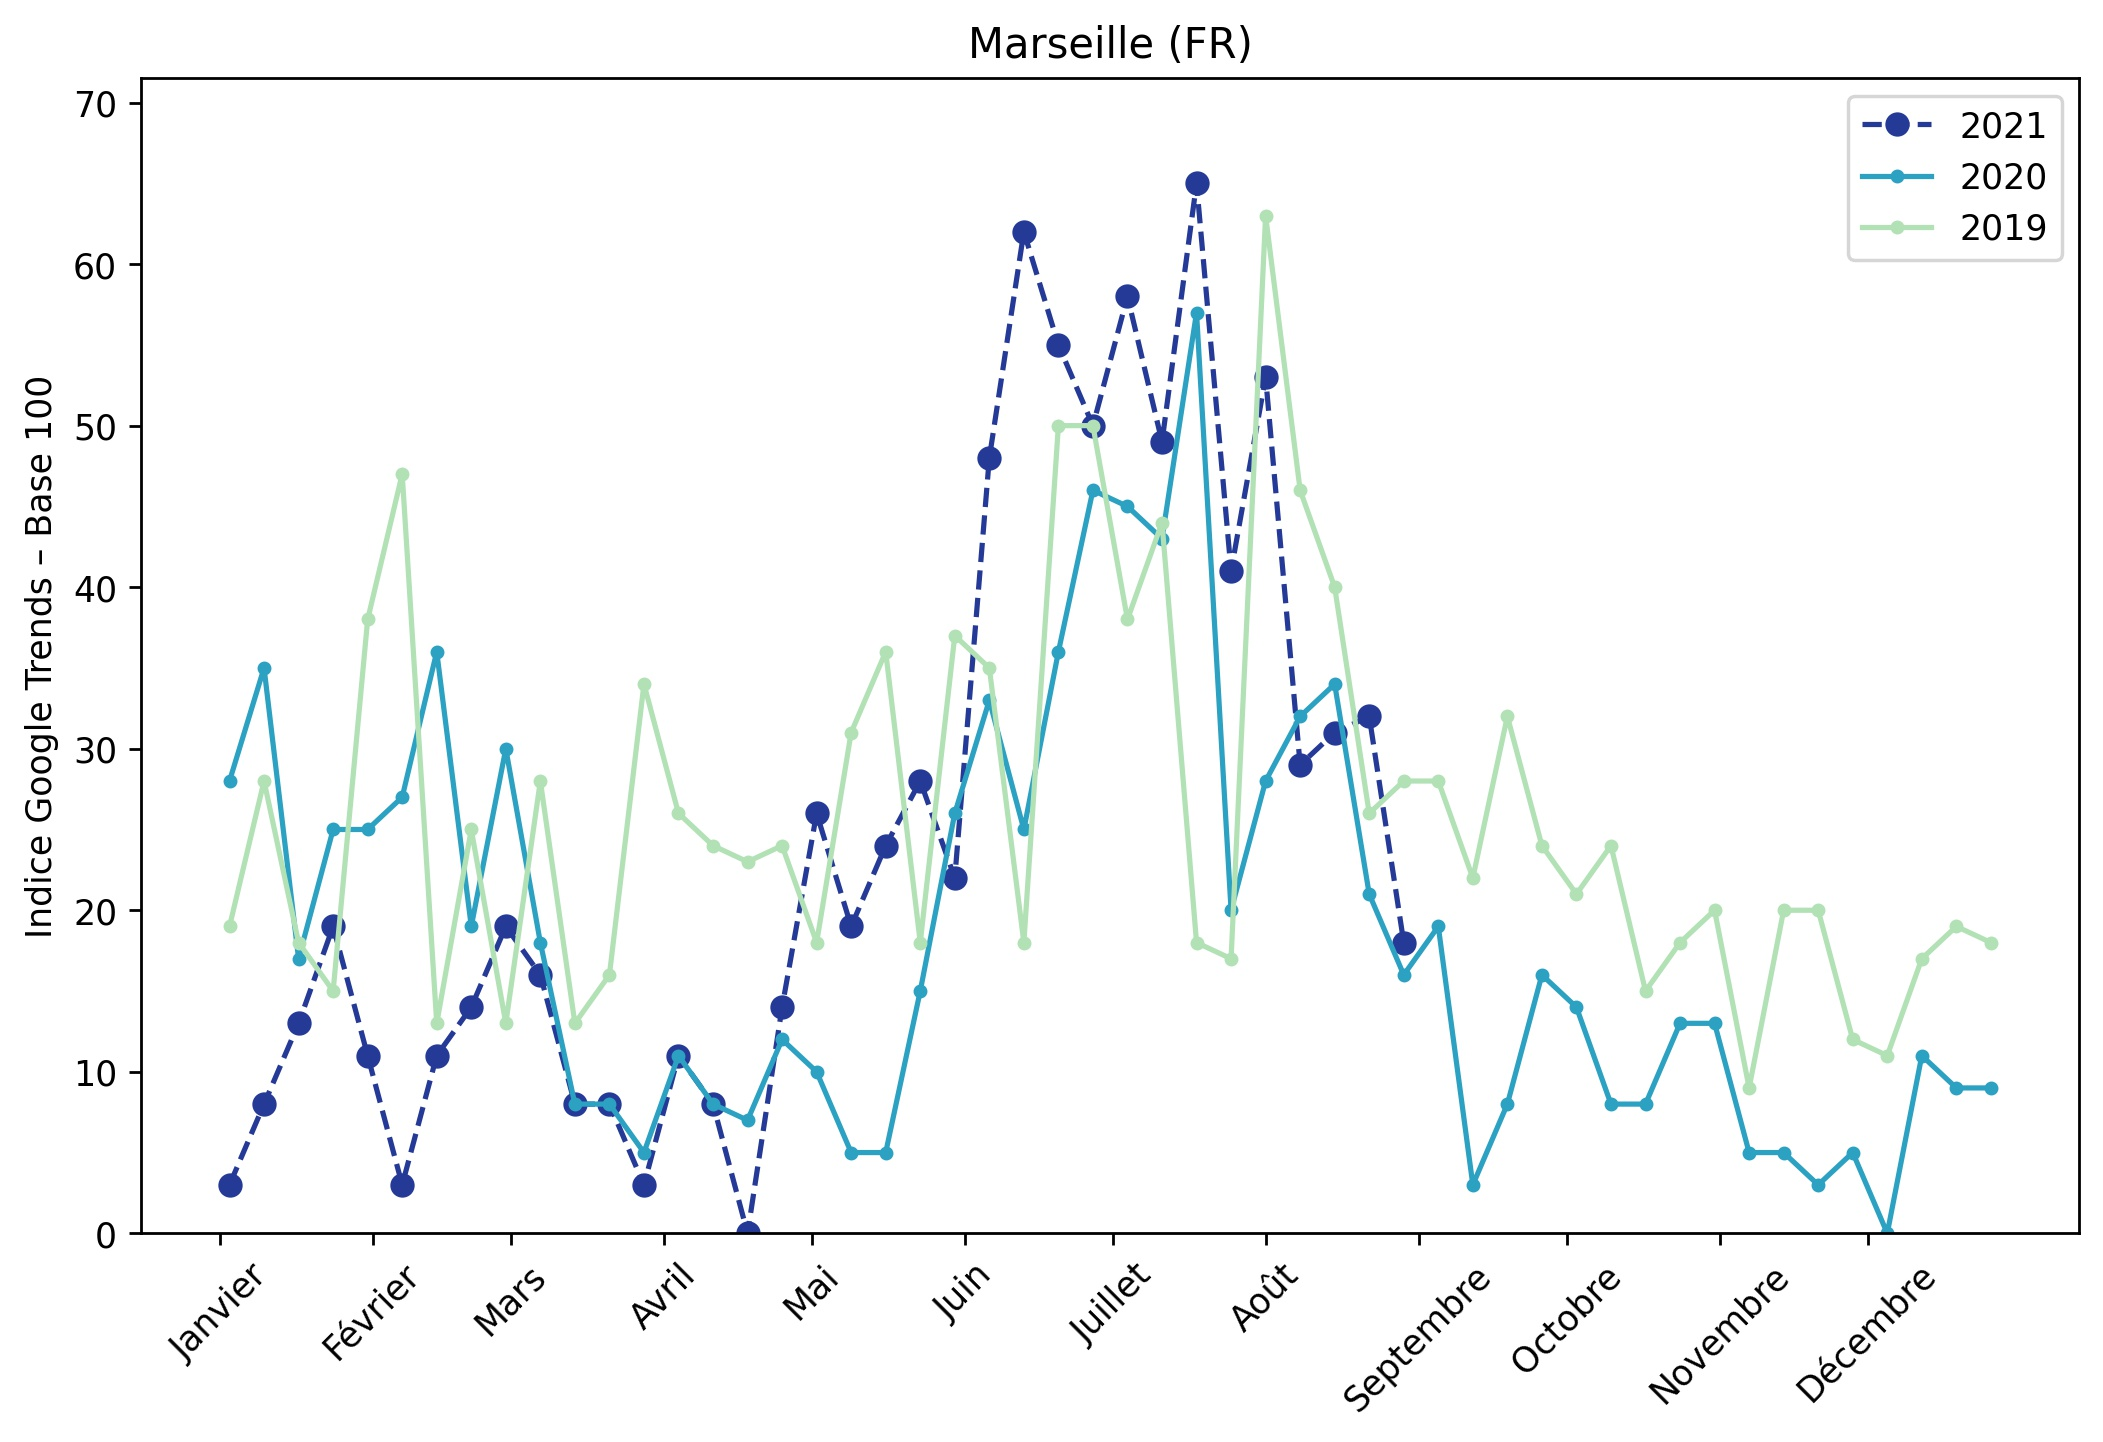 Marseille (FR)
Indice Google Trends – Base 100
70
60
50
40
30
20
10
0
2021
2020
2019
Janvier
Février
Mars
Avril
Mai
Juin
Juillet
Août
Septembre
Octobre
Novembre
Décembre